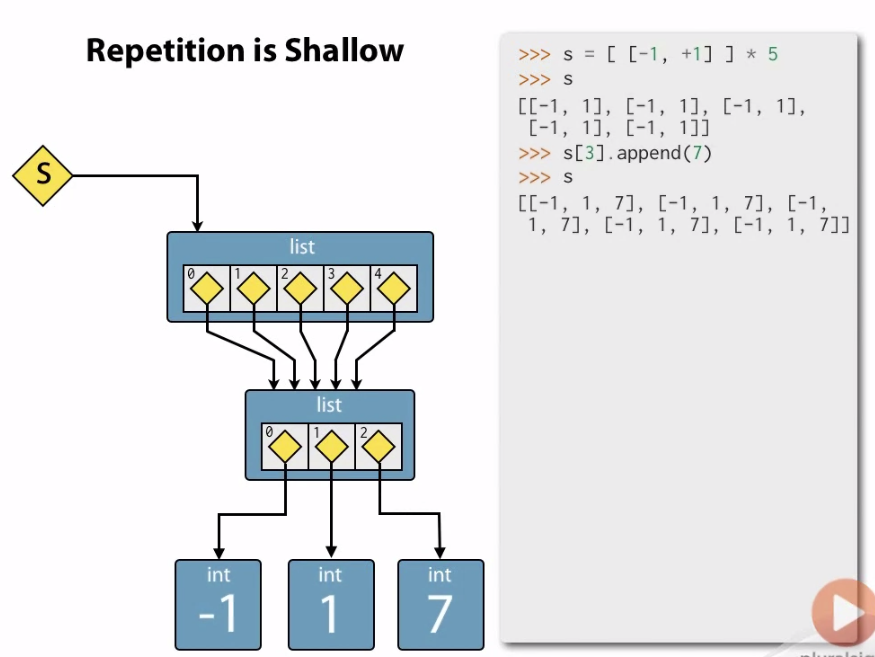 Repetition is Shallow
S
list
0 1 2 3 4
list
0 1 2
int
-1
int
1
int
7
>>> s = [ [-1, +1] ] * 5
>>> s
[[-1, 1], [-1, 1], [-1, 1],
[-1, 1], [-1, 1]]
>>> s[3].append(7)
>>> s
[[-1, 1, 7], [-1, 1, 7], [-1,
1, 7], [-1, 1, 7], [-1, 1, 7]]